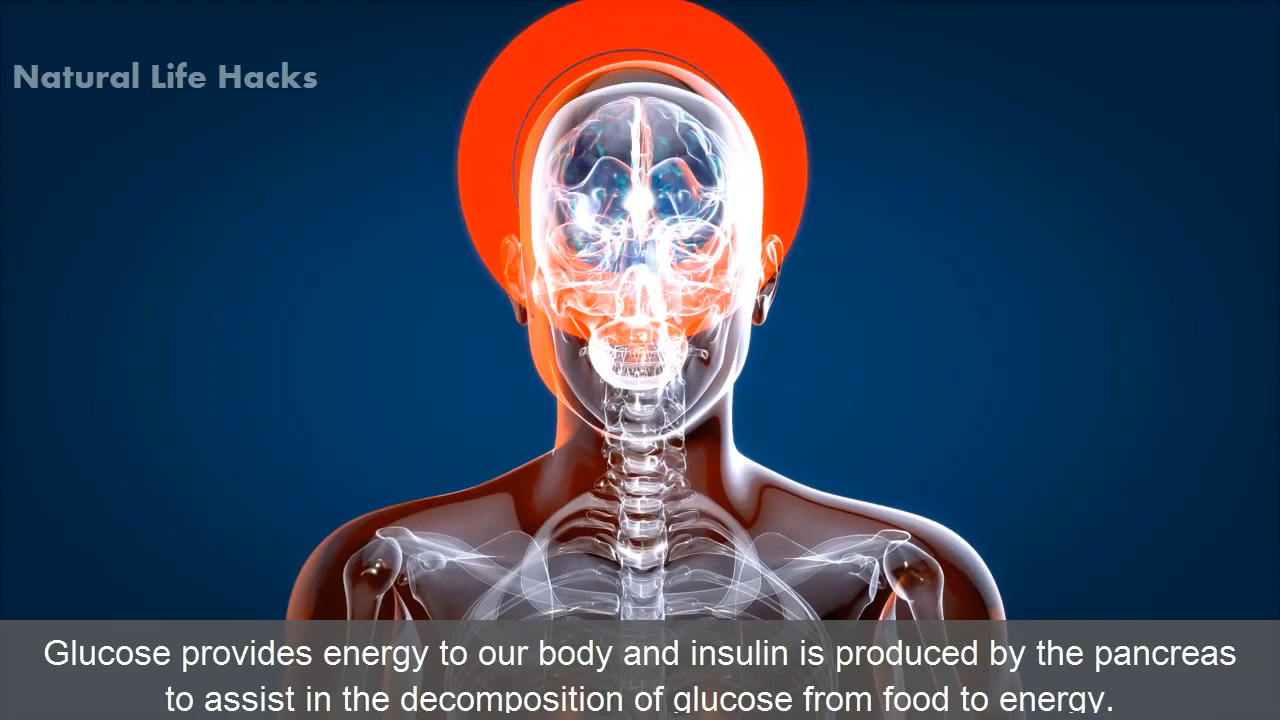 Natural Life Hacks
Glucose provides energy to our body and insulin is produced by the pancreas
to assist in the decomposition of glucose from food to energy.